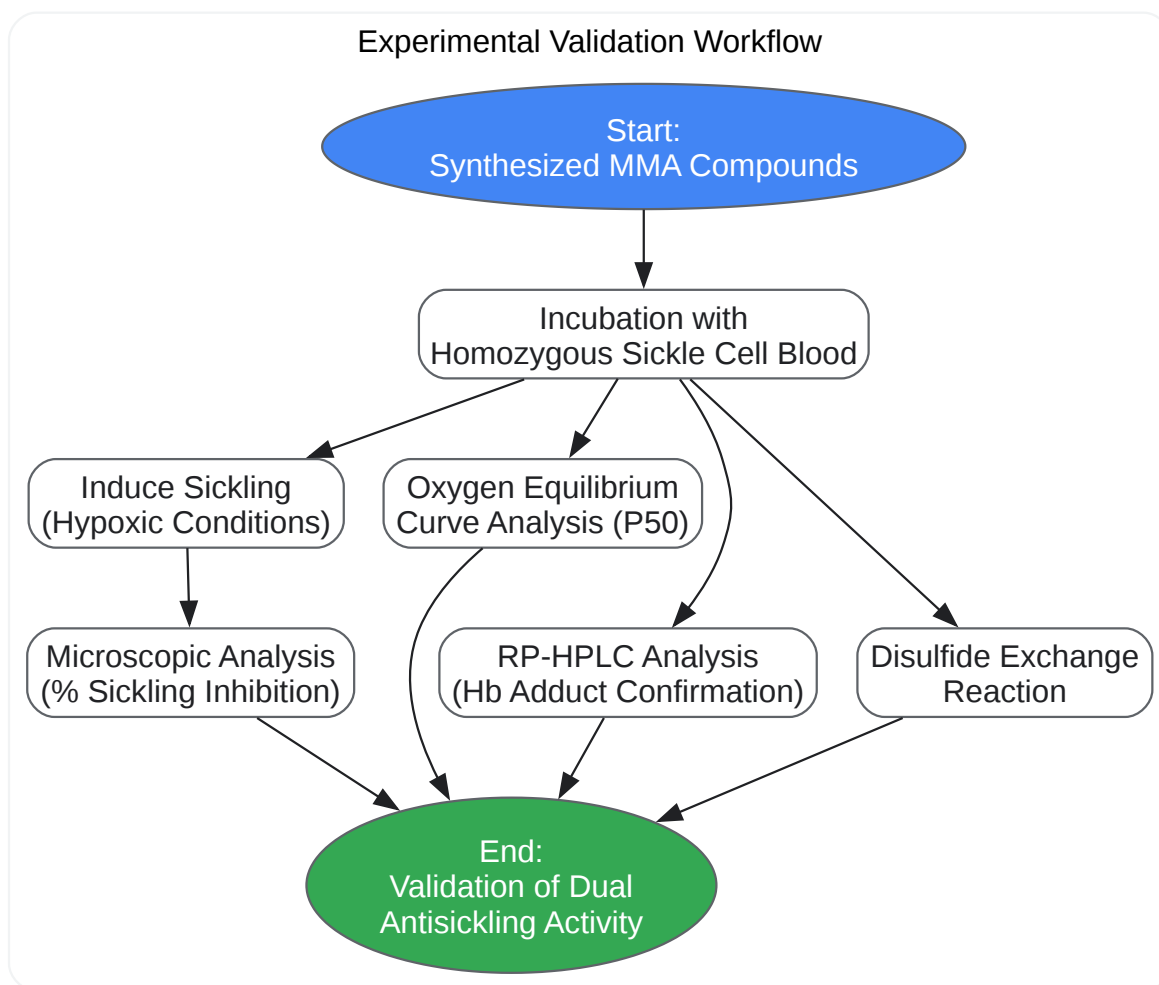 Experimental Validation Workflow
Start:
Synthesized MMA Compounds
Incubation with
Homozygous Sickle Cell Blood
Induce Sickling
(Hypoxic Conditions)
Oxygen Equilibrium
Curve Analysis (P50)
Microscopic Analysis
(% Sickling Inhibition)
RP-HPLC Analysis
(Hb Adduct Confirmation)
Disulfide Exchange
Reaction
End:
Validation of Dual
Antisickling Activity